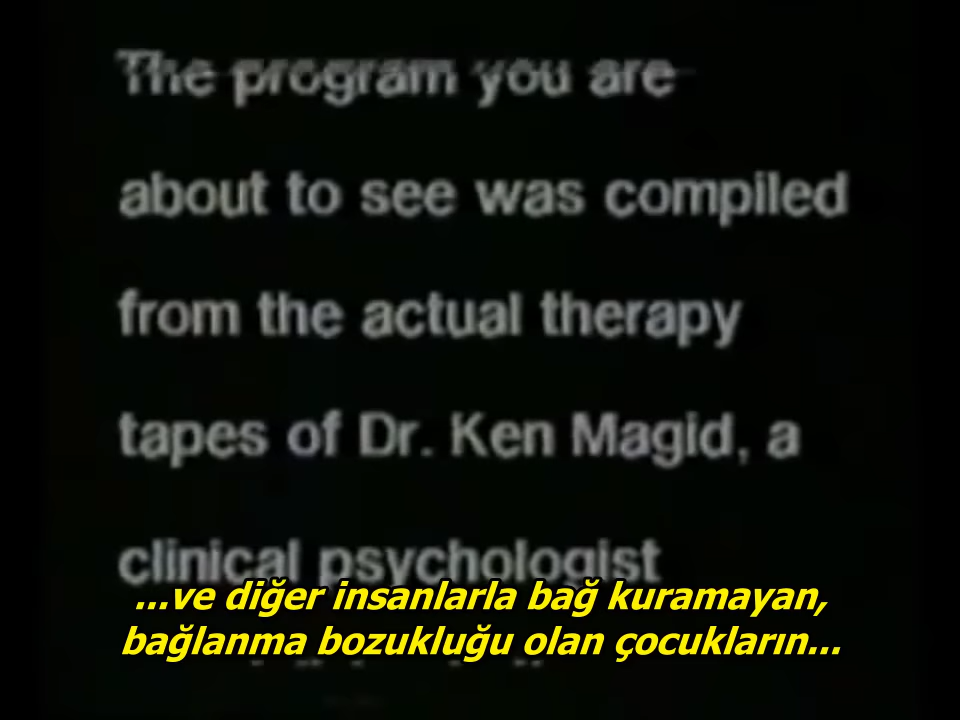 The program you are
about to see was compiled
from the actual therapy
tapes of Dr. Ken Magid, a
clinical psychologist
...ve diğer insanlarla bağ kuramayan,
bağlanma bozukluğu olan çocukların...